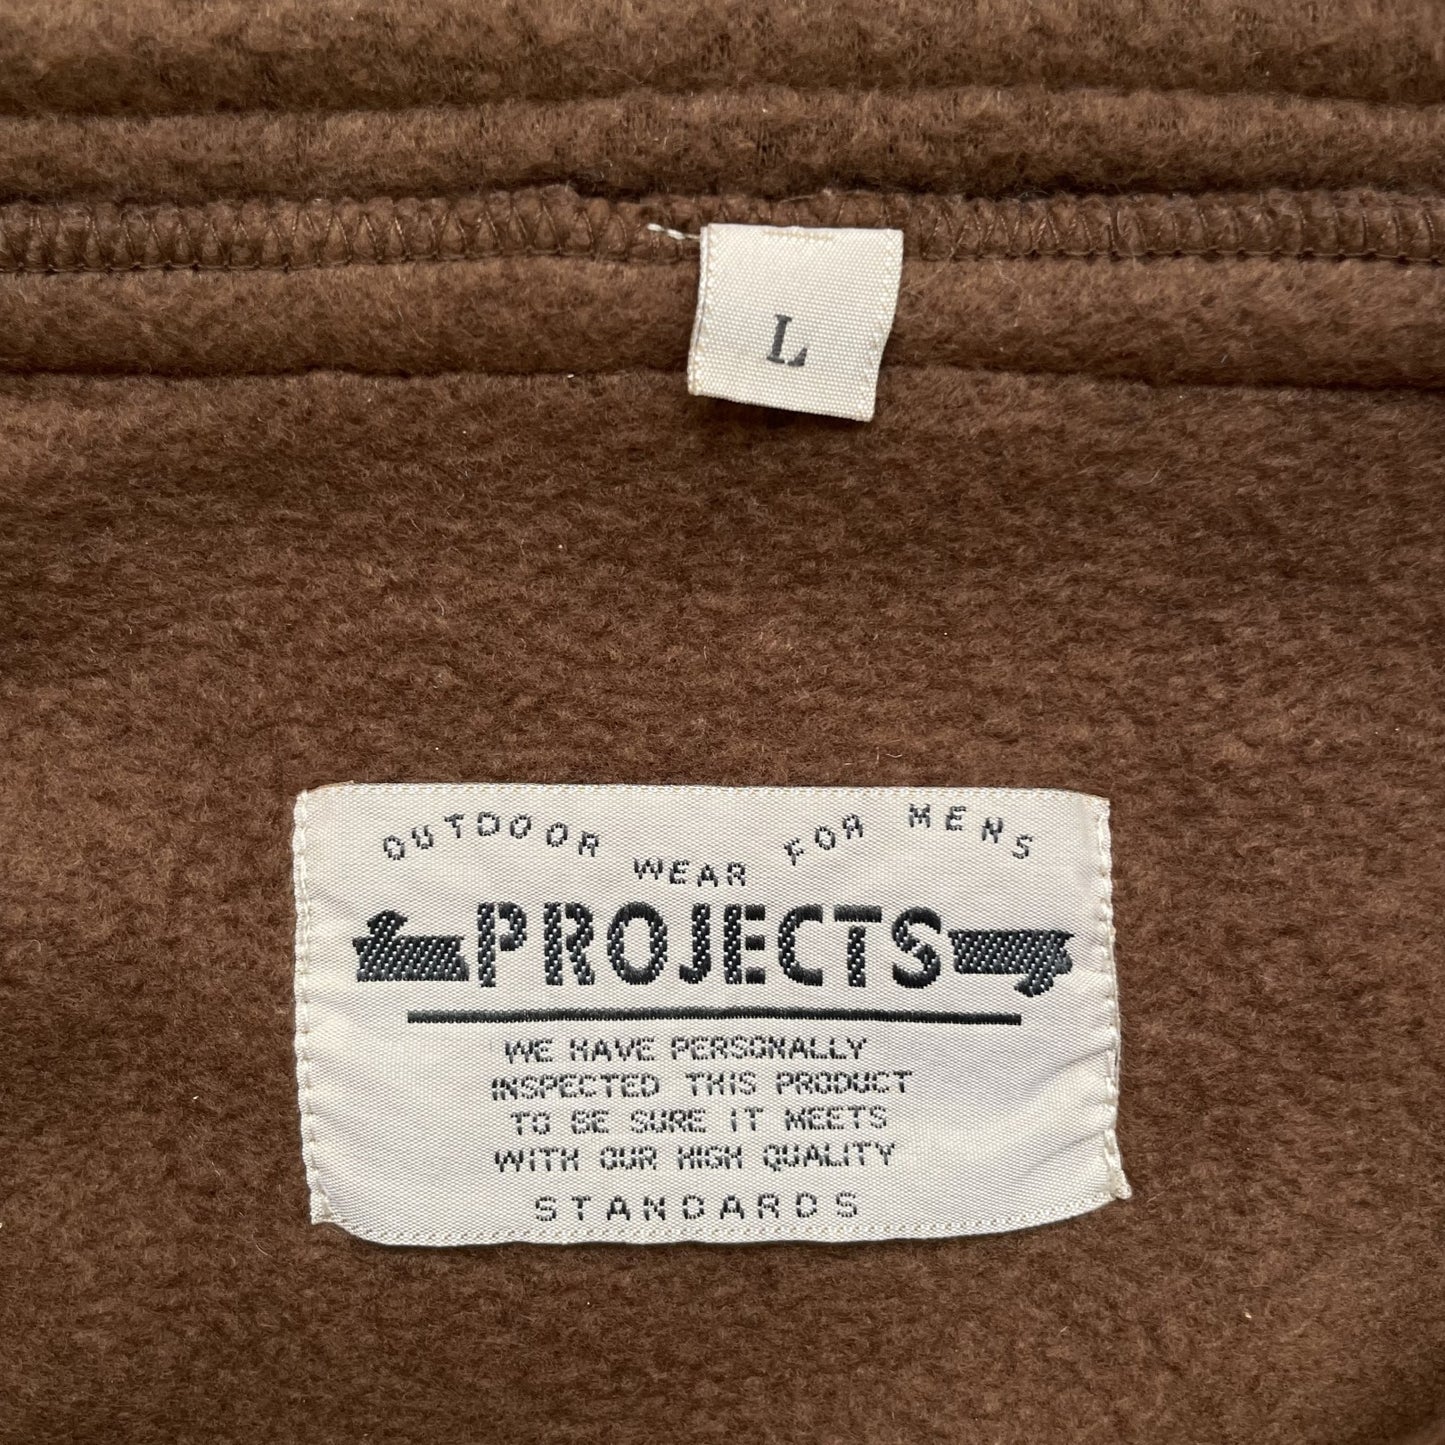 L
OUTDOOR WEAR FOR MENS
PROJECTS
WE HAVE PERSONALLY
INSPECTED THIS PRODUCT
TO BE SURE IT MEETS
WITH OUR HIGH QUALITY
STANDARDS